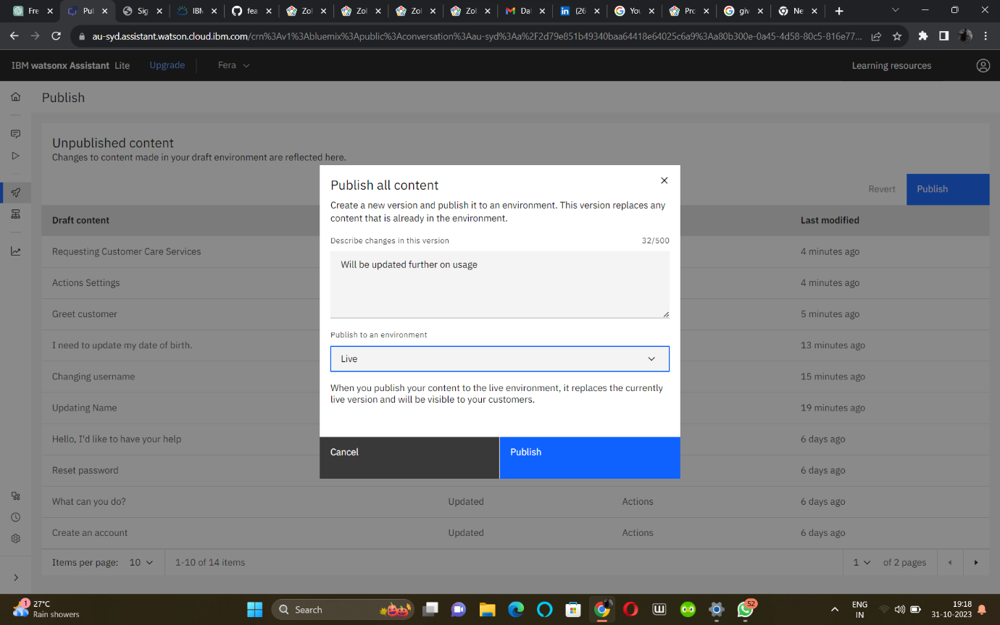 Fre
Pul
Sig
IBM
fea
Zol
Zol
Zol
Zol
Da
(26
You
Pro
giv
Ne
au-syd.assistant.watson.cloud.ibm.com/crn%3Av1%3Abluemix%3Apublic%3Aconversation%3Aau-syd%3Aa%2F2d79e851b49340baa64418e64025c6a9%3Aa80b300e-0a45-4d58-80c5-816e77...
IBM watsonx Assistant Lite
Upgrade
Fera
Learning resources
Publish
Unpublished content
Changes to content made in your draft environment are reflected here.
Revert
Publish
Draft content
Last modified
Requesting Customer Care Services
4 minutes ago
Actions Settings
4 minutes ago
Greet customer
5 minutes ago
I need to update my date of birth.
13 minutes ago
Changing username
15 minutes ago
Updating Name
19 minutes ago
Hello, I'd like to have your help
6 days ago
Reset password
6 days ago
What can you do?
Updated
Actions
6 days ago
Create an account
Updated
Actions
6 days ago
Items per page: 10
1-10 of 14 items
1
of 2 pages
Publish all content
Create a new version and publish it to an environment. This version replaces any
content that is already in the environment.
Describe changes in this version
32/500
Will be updated further on usage
Publish to an environment
Live
When you publish your content to the live environment, it replaces the currently
live version and will be visible to your customers.
Cancel
Publish
1
27°C
Rain showers
Search
52
ENG
IN
19:18
31-10-2023